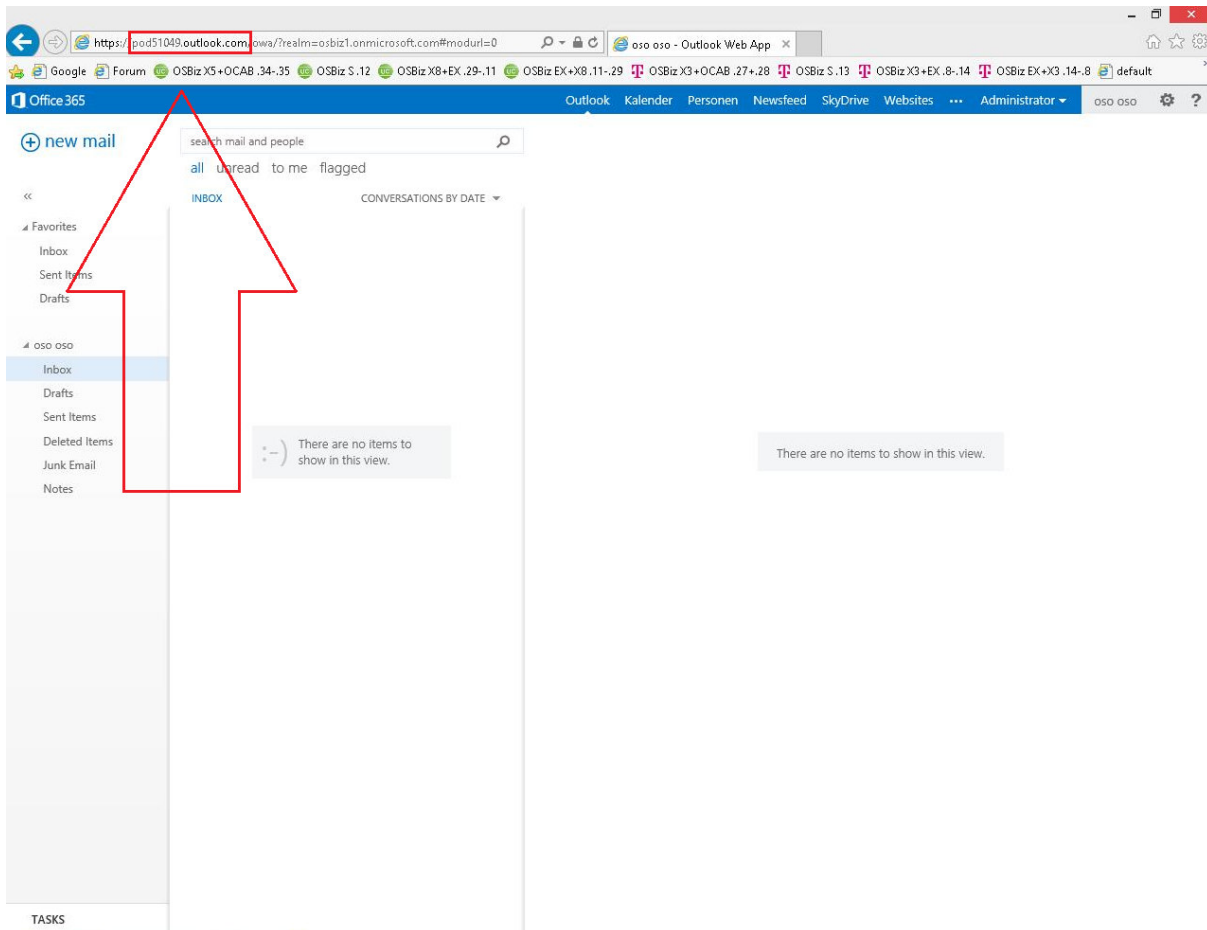 https://pod51049.outlook.com/owa/?realm=osbiz1.onmicrosoft.com#modurl=0
oso oso - Outlook Web App
Google Forum OSBiz X5+OCAB .34-.35 OSBiz S .12 OSBiz X8+EX .29-.11 OSBiz EX+X8 .11-.29 OSBiz X3+OCAB .27+.28 OSBiz S .13 OSBiz X3+EX .8-.14 OSBiz EX+X3 .14-.8 default
Office 365 Outlook Kalender Personen Newsfeed SkyDrive Websites ••• Administrator oso oso ?
new mail
search mail and people
all unread to me flagged
INBOX CONVERSATIONS BY DATE
Favorites
Inbox
Sent Items
Drafts
oso oso
Inbox
Drafts
Sent Items
Deleted Items
Junk Email
Notes
:-)
There are no items to
show in this view.
There are no items to show in this view.
TASKS